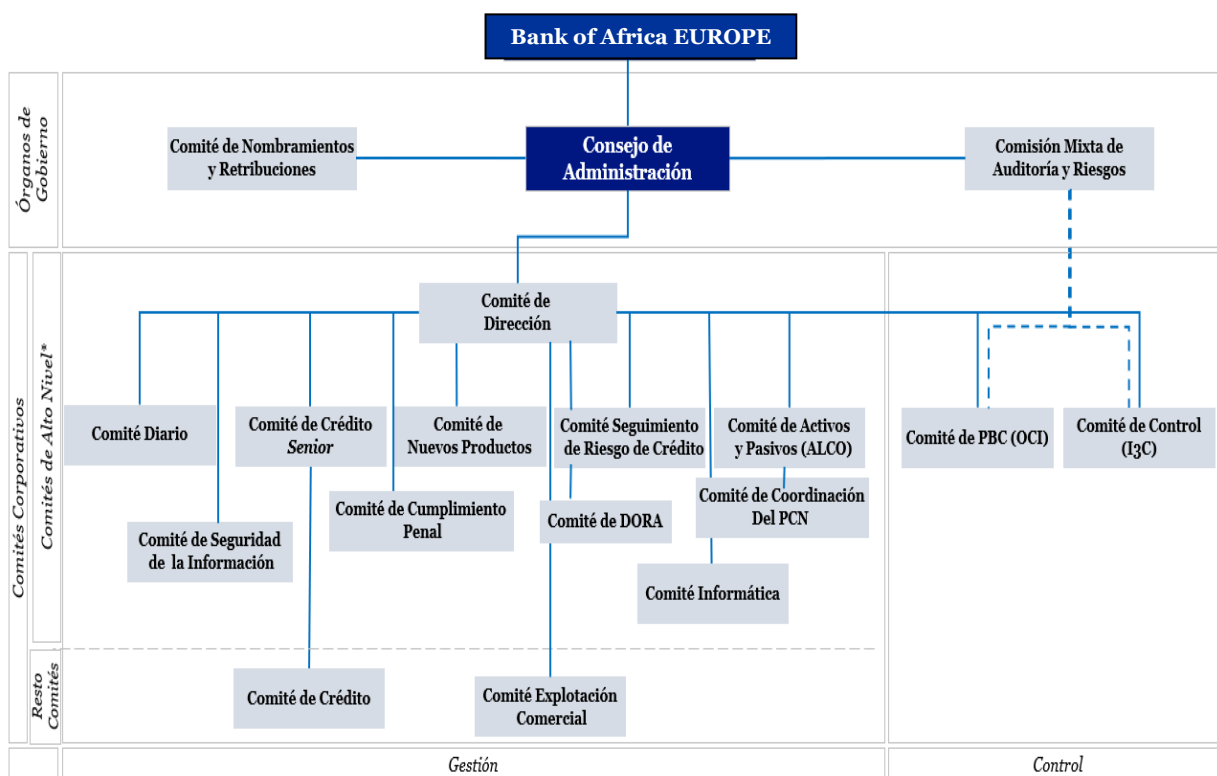 Bank of Africa EUROPE
Órganos de
Gobierno
Comité de Nombramientos
y Retribuciones
Consejo de
Administración
Comisión Mixta de
Auditoría y Riesgos
Comités Corporativos
Comités de Alto Nivel*
Comité de
Dirección
Comité Diario
Comité de Crédito
Senior
Comité de
Nuevos Productos
Comité Seguimiento
de Riesgo de Crédito
Comité de Activos
y Pasivos (ALCO)
Comité de PBC (OCI)
Comité de Control
(I3C)
Comité de Seguridad
de la Información
Comité de Cumplimiento
Penal
Comité de DORA
Comité de Coordinación
Del PCN
Comité Informática
Resto
Comités
Comité de Crédito
Comité Explotación
Comercial
Gestión
Control